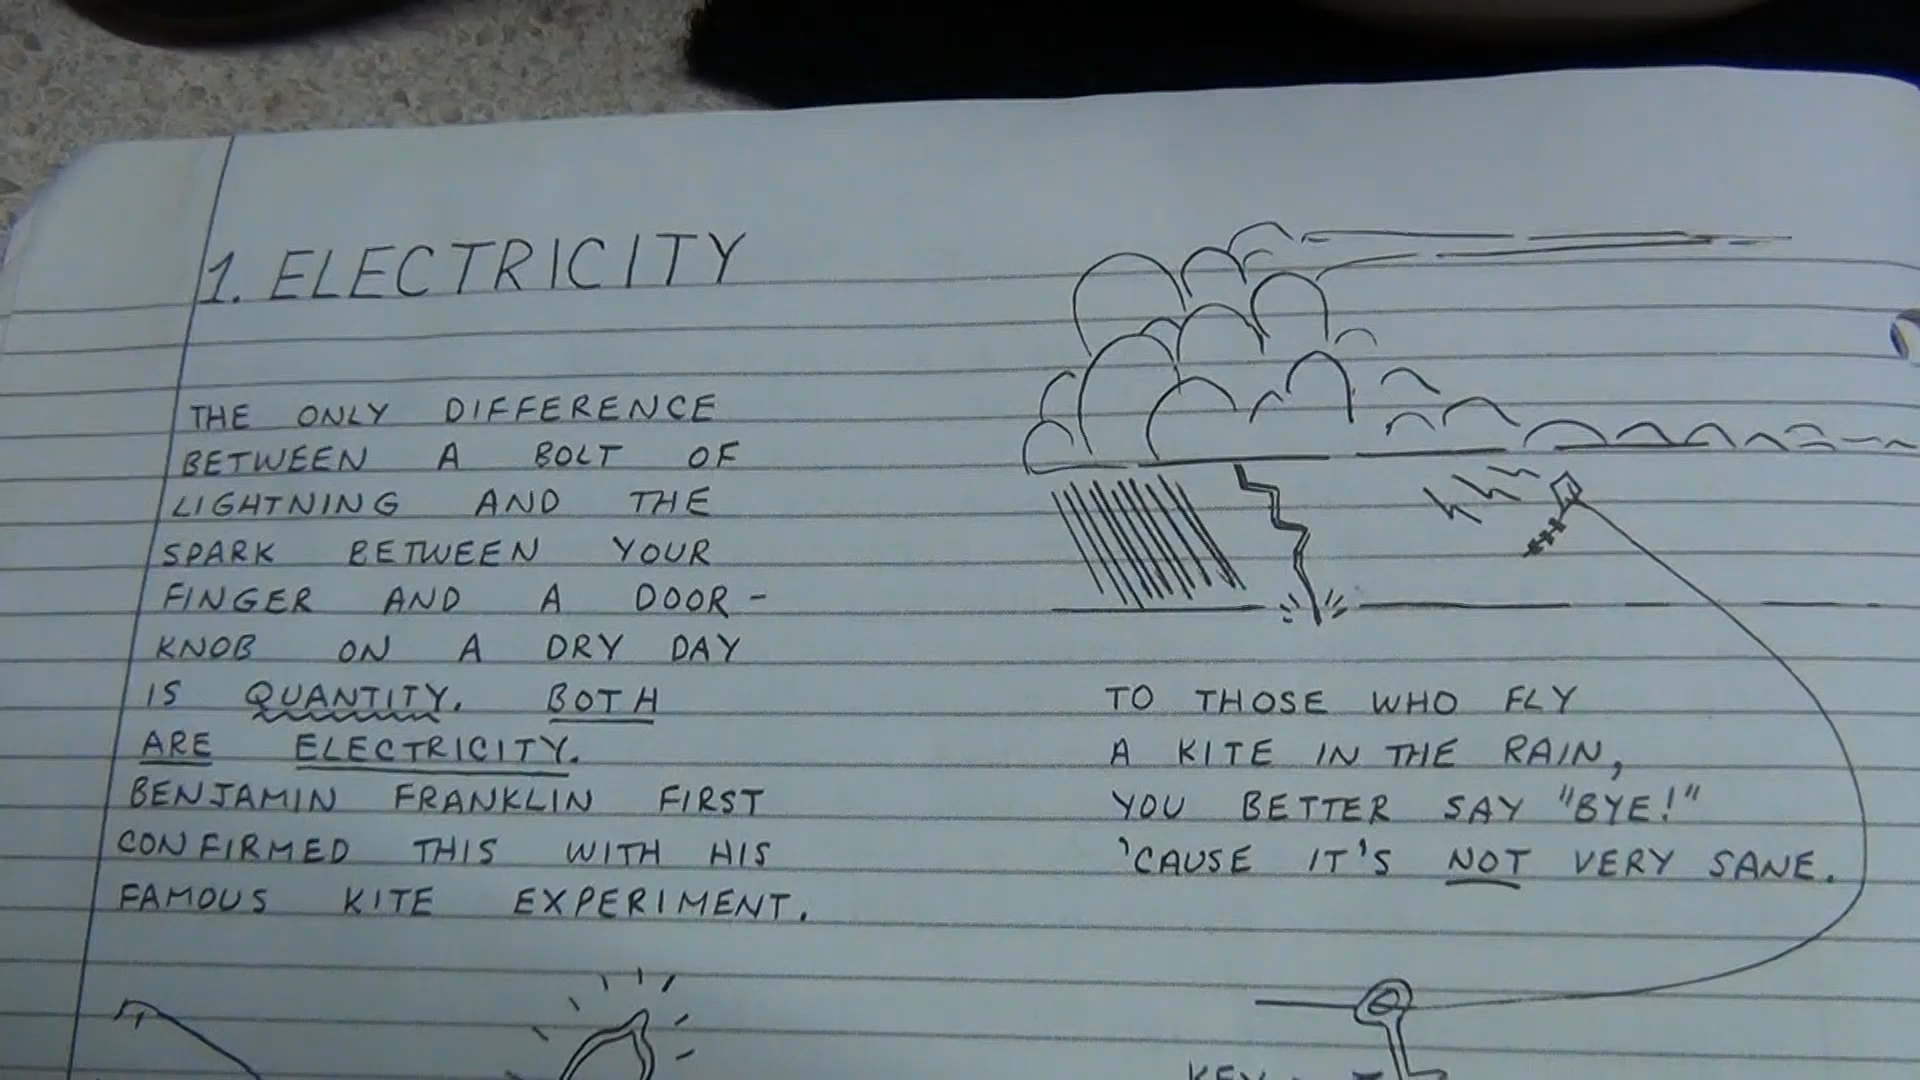 1. ELECTRICITY
THE ONLY DIFFERENCE
BETWEEN A BOLT OF
LIGHTNING AND THE
SPARK BETWEEN YOUR
FINGER AND A DOOR-
KNOB ON A DRY DAY
IS QUANTITY. BOTH
ARE ELECTRICITY.
BENJAMIN FRANKLIN FIRST
CONFIRMED THIS WITH HIS
FAMOUS KITE EXPERIMENT.
TO THOSE WHO FLY
A KITE IN THE RAIN,
YOU BETTER SAY "BYE!"
'CAUSE IT'S NOT VERY SANE.
KEY